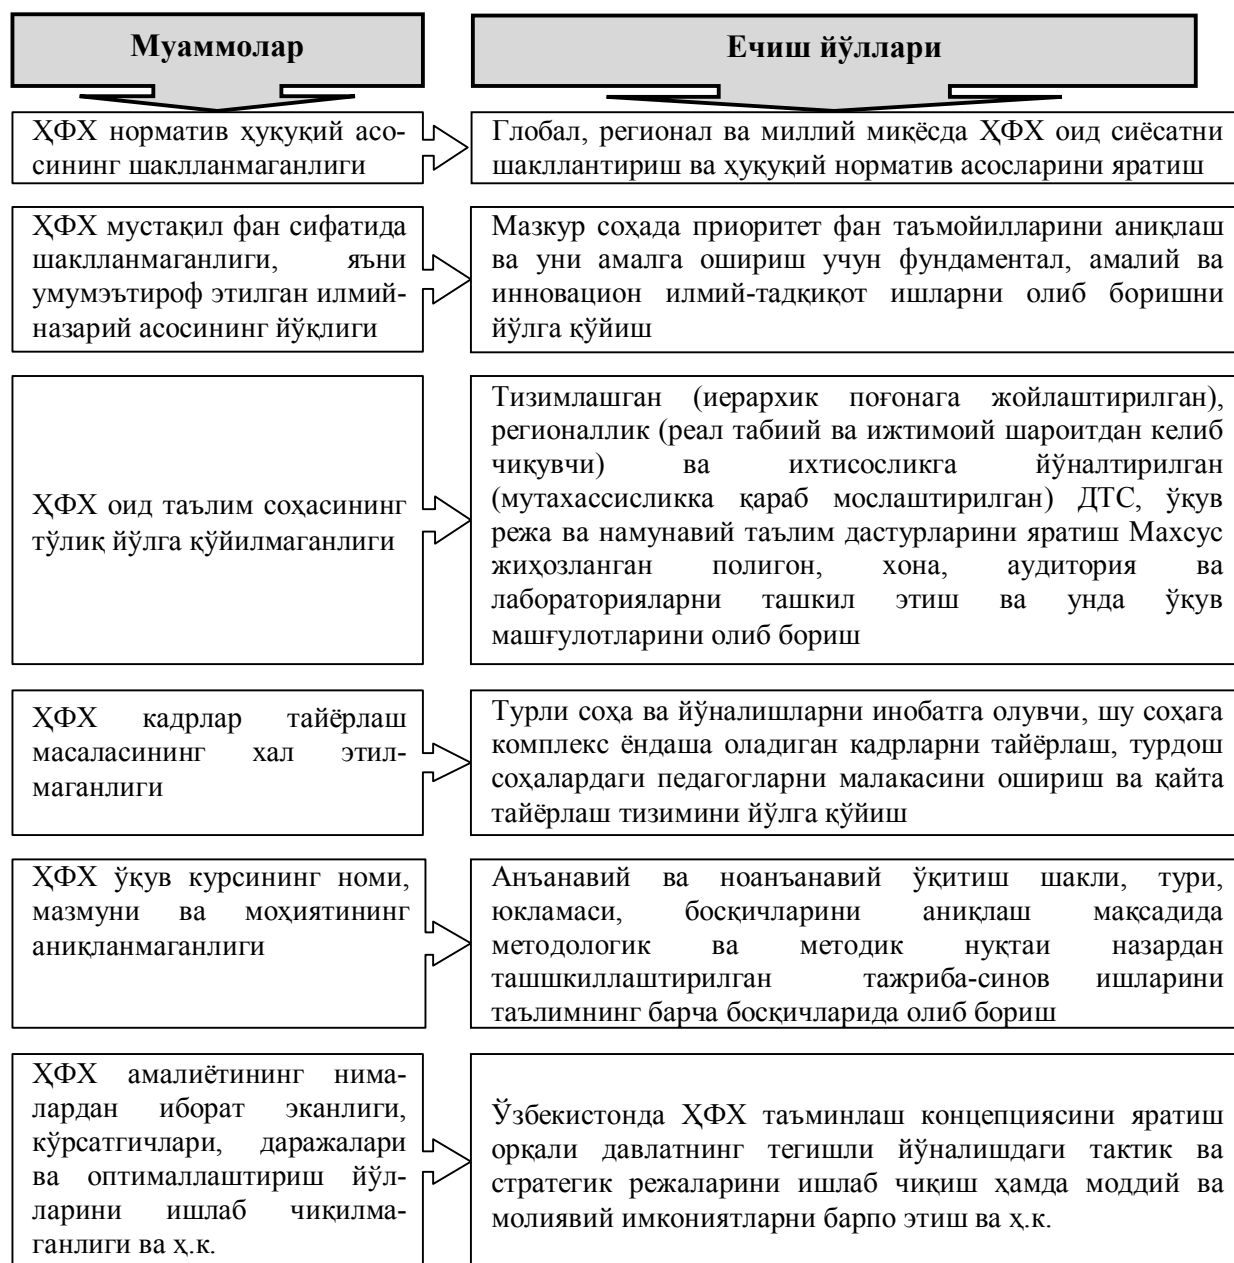 Муаммолар
Ечиш йўллари
ҲФХ норматив ҳуқуқий асо-
сининг шаклланмаганлиги
Глобал, регионал ва миллий миқёсда ҲФХ оид сиёсатни
шакллантириш ва ҳуқуқий норматив асосларини яратиш
ҲФХ мустақил фан сифатида
шаклланмаганлиги, яъни
умумэътироф этилган илмий-
назарий асосининг йўқлиги
Мазкур соҳада приоритет фан таъмойилларини аниқлаш
ва уни амалга ошириш учун фундаментал, амалий ва
инновацион илмий-тадқиқот ишларни олиб боришни
йўлга қўйиш
ҲФХ оид таълим соҳасининг
тўлиқ йўлга қўйилмаганлиги
Тизимлашган (иерархик поғонага жойлаштирилган),
регионаллик (реал табиий ва ижтимоий шароитдан келиб
чиқувчи) ва ихтисосликга йўналтирилган
(мутахассисликка қараб мослаштирилган) ДТС, ўқув
режа ва намунавий таълим дастурларини яратиш Махсус
жиҳозланган полигон, хона, аудитория ва
лабораторияларни ташкил этиш ва унда ўқув
машғулотларини олиб бориш
ҲФХ кадрлар тайёрлаш
масаласининг хал этил-
маганлиги
Турли соҳа ва йўналишларни инобатга олувчи, шу соҳага
комплекс ёндаша оладиган кадрларни тайёрлаш, турдош
соҳалардаги педагогларни малакасини ошириш ва қайта
тайёрлаш тизимини йўлга қўйиш
ҲФХ ўқув курсининг номи,
мазмуни ва моҳиятининг
аниқланмаганлиги
Анъанавий ва ноанъанавий ўқитиш шакли, тури,
юкламаси, босқичларини аниқлаш мақсадида
методологик ва методик нуқтаи назардан
ташшкиллаштирилган тажриба-синов ишларини
таълимнинг барча босқичларида олиб бориш
ҲФХ амалиётининг нима-
лардан иборат эканлиги,
кўрсатгичлари, даражалари
ва оптималлаштириш йўл-
ларини ишлаб чиқилма-
ганлиги ва ҳ.к.
Ўзбекистонда ҲФХ таъминлаш концепциясини яратиш
орқали давлатнинг тегишли йўналишдаги тактик ва
стратегик режаларини ишлаб чиқиш ҳамда моддий ва
молиявий имкониятларни барпо этиш ва ҳ.к.